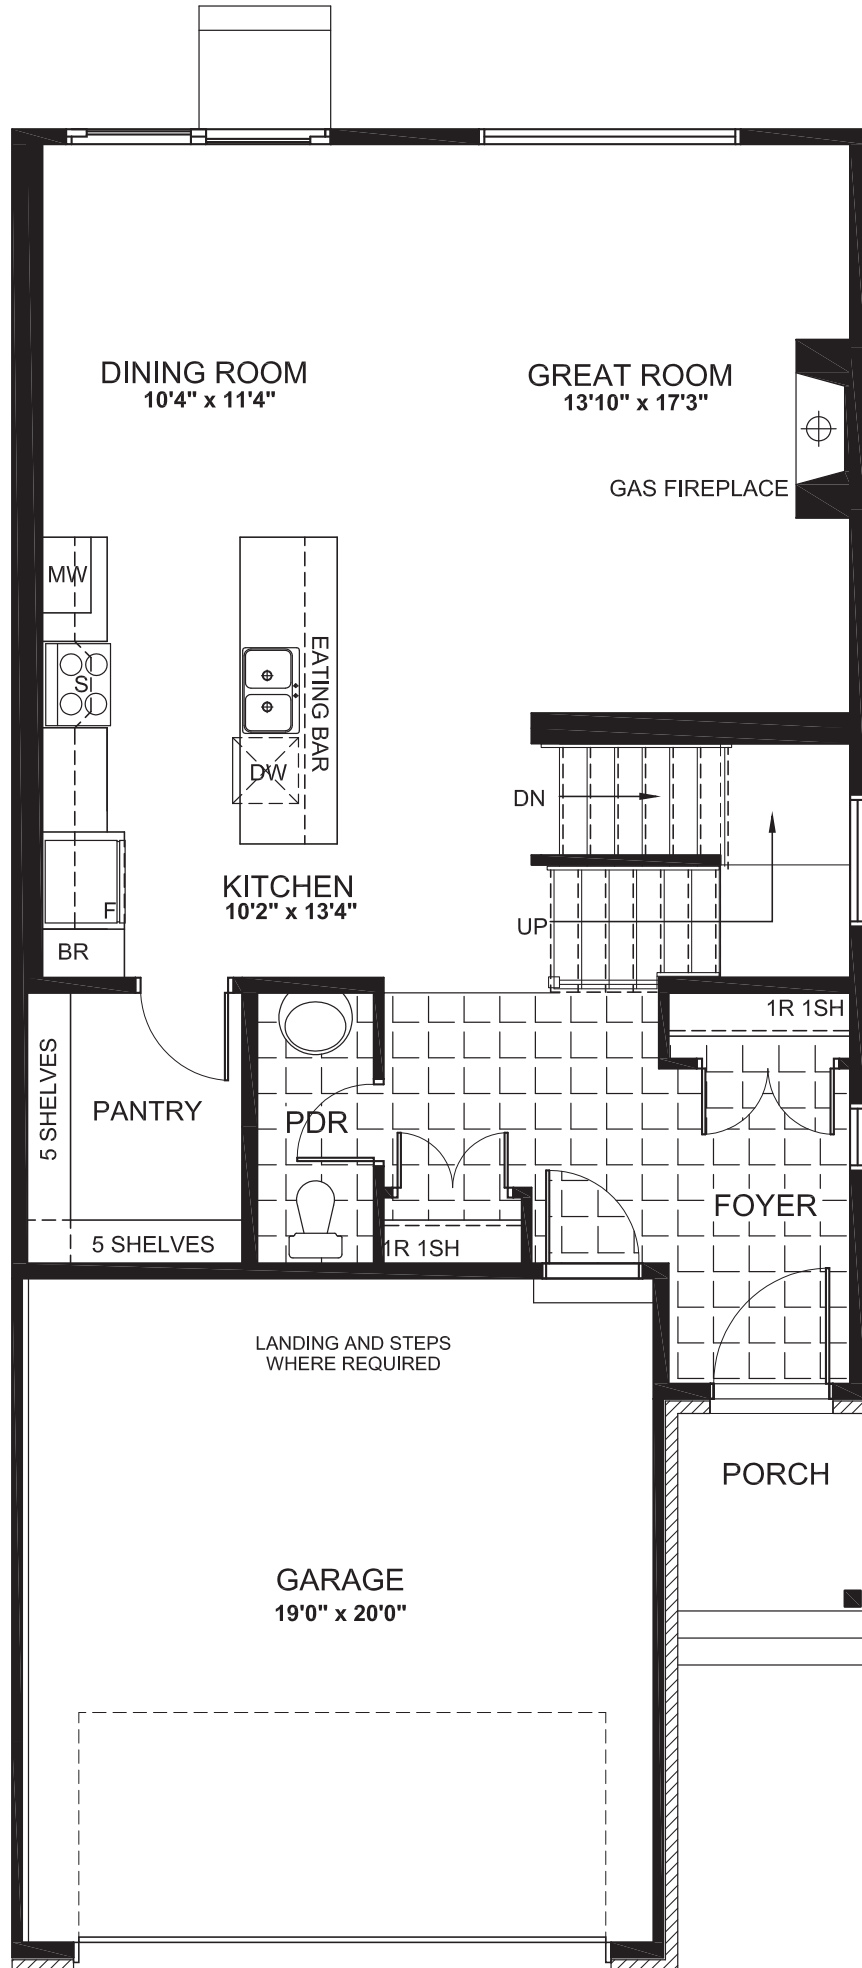 DINING ROOM
10'4" x 11'4"
GREAT ROOM
13'10" x 17'3"
GAS FIREPLACE
MW
S
EATING BAR
DW
DN
KITCHEN
10'2" x 13'4"
F
UP
BR
1R 1SH
5 SHELVES
PANTRY
PDR
FOYER
5 SHELVES
1R 1SH
LANDING AND STEPS
WHERE REQUIRED
PORCH
GARAGE
19'0" x 20'0"